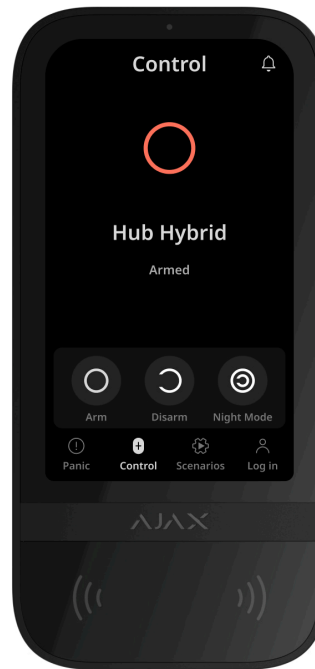 Control
Hub Hybrid
Armed
Arm Disarm Night Mode
Panic Control Scenarios Log in
AJAX